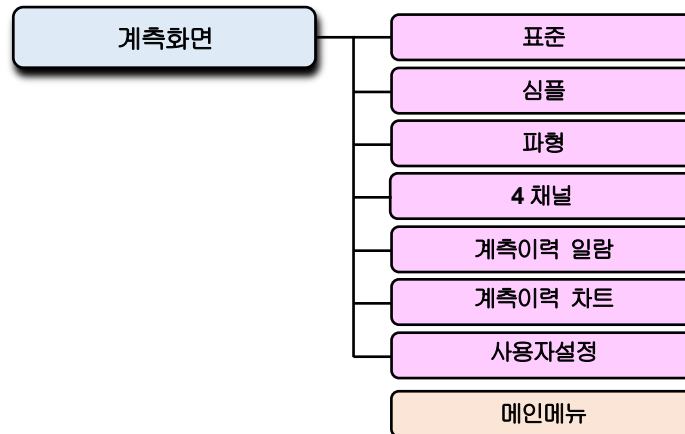 계측화면
표준
심플
파형
4 채널
계측이력 일람
계측이력 차트
사용자설정
메인메뉴